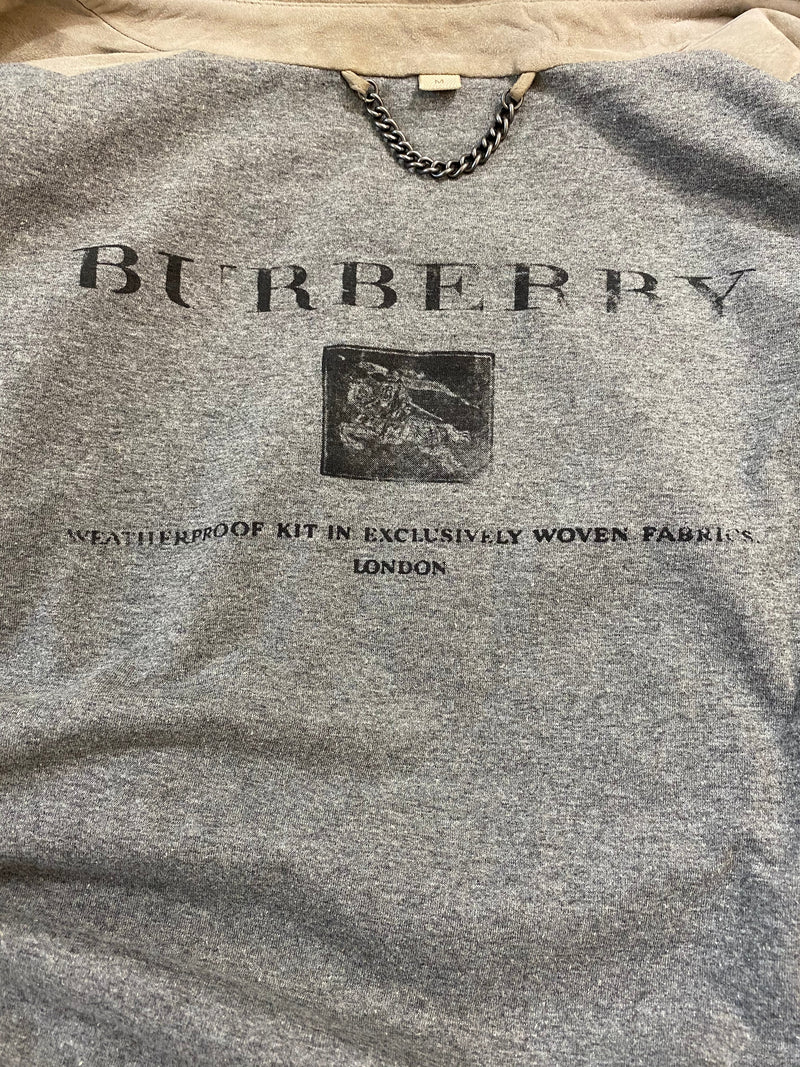 M
BURBERRY
WEATHERPROOF KIT IN EXCLUSIVELY WOVEN FABRICS.
LONDON